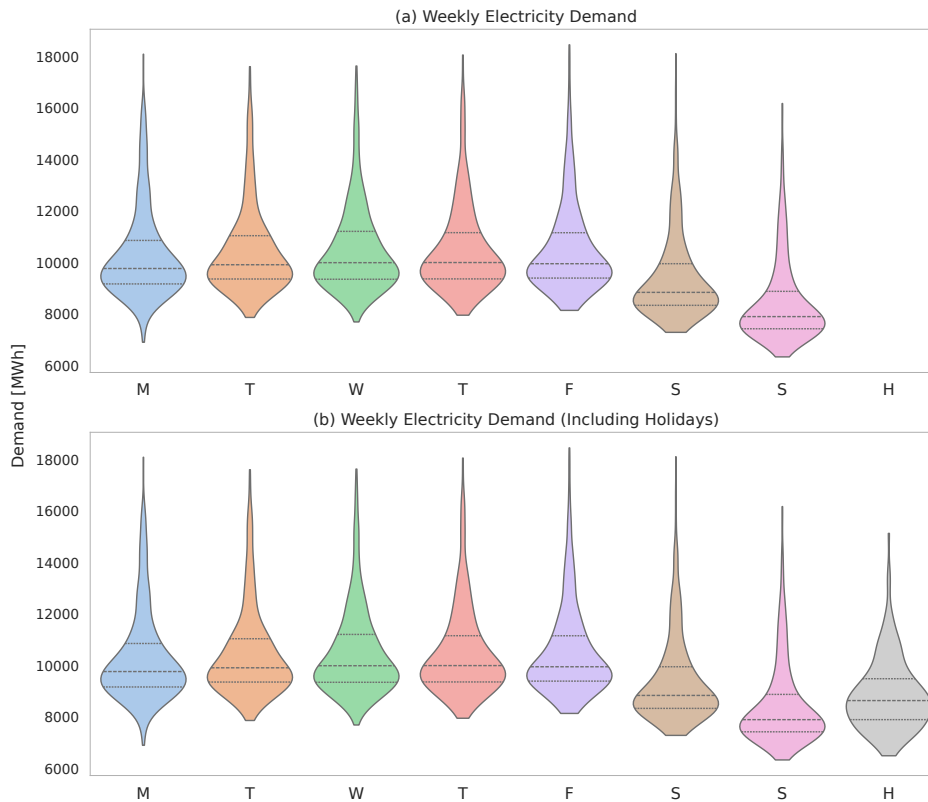 (a) Weekly Electricity Demand
18000
16000
14000
12000
10000
8000
6000
M T W T F S S H
Demand [MWh]
(b) Weekly Electricity Demand (Including Holidays)
18000
16000
14000
12000
10000
8000
6000
M T W T F S S H